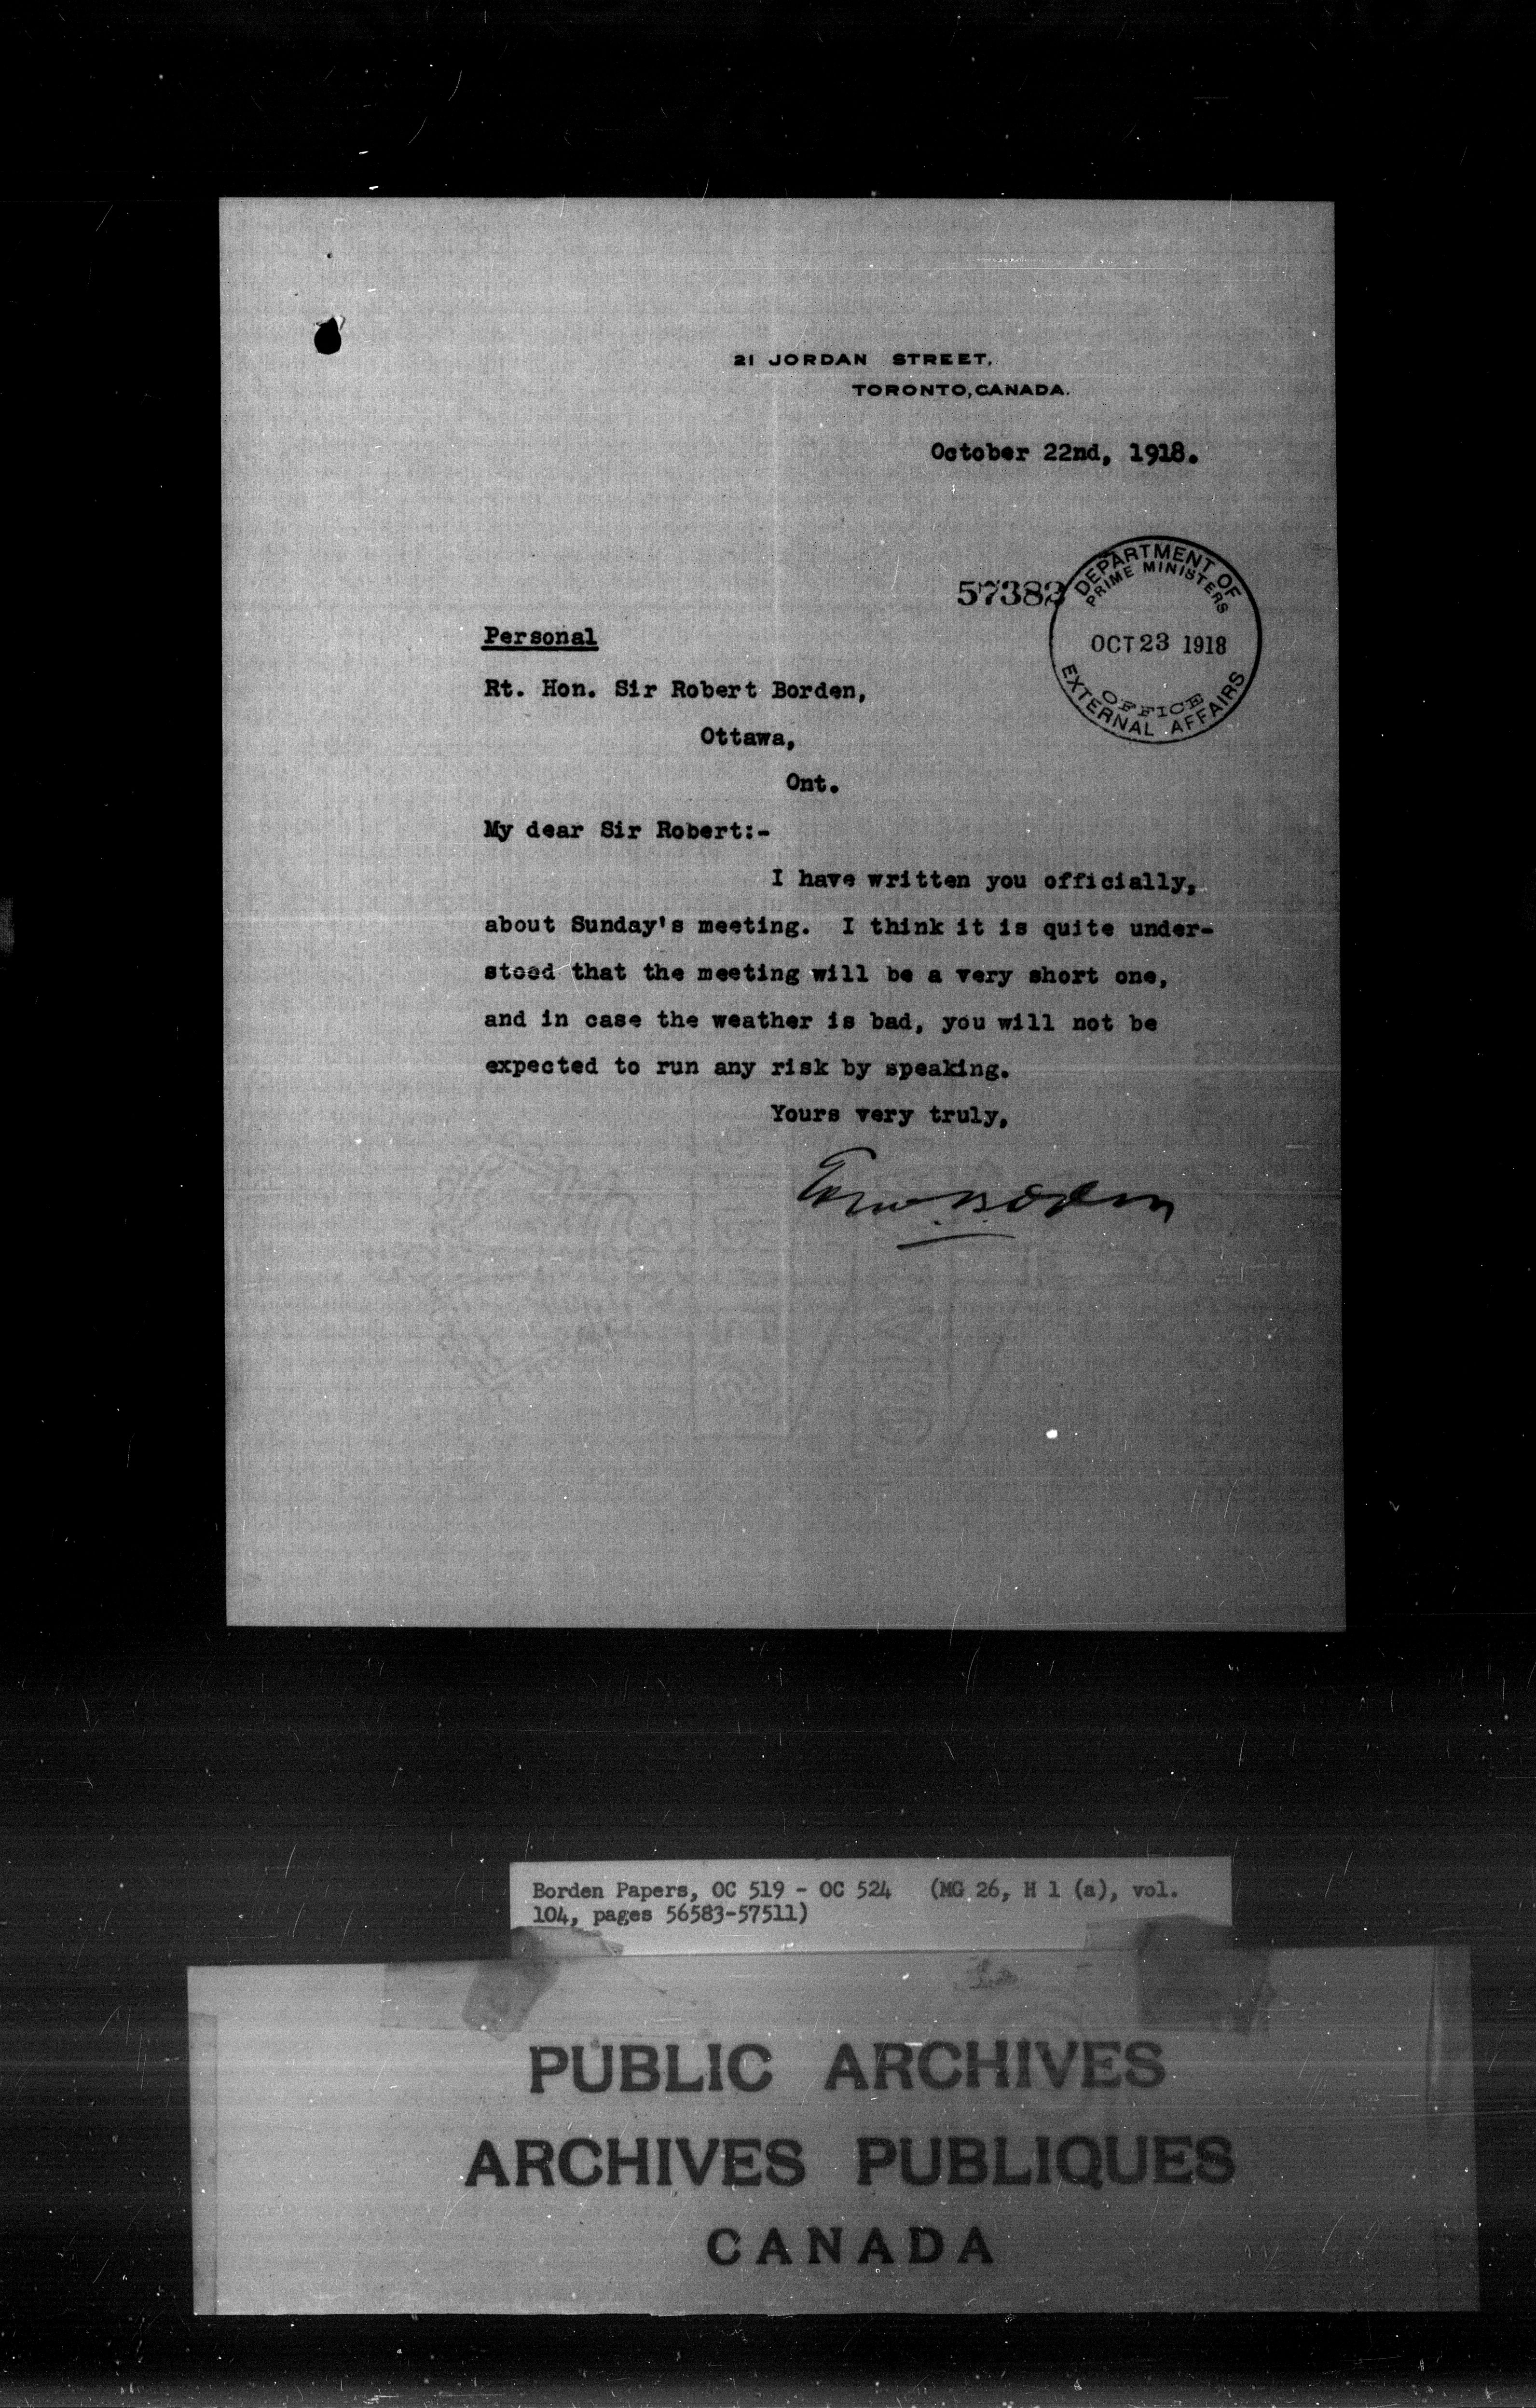 21 JORDAN STREET,
TORONTO, CANADA.
October 22nd, 1918.
57382
DEPARTMENT OF
PRIME MINISTERS
OCT 23 1918
OFFICE
EXTERNAL AFFAIRS
Personal
Rt. Hon. Sir Robert Borden,
Ottawa,
Ont.
My dear Sir Robert:-
I have written you officially,
about Sunday's meeting. I think it is quite under-
stood that the meeting will be a very short one,
and in case the weather is bad, you will not be
expected to run any risk by speaking.
Yours very truly,
Borden Papers, OC 519 - OC 524 (MG 26, H 1 (a), vol.
104, pages 56583-57511)
PUBLIC ARCHIVES
ARCHIVES PUBLIQUES
CANADA